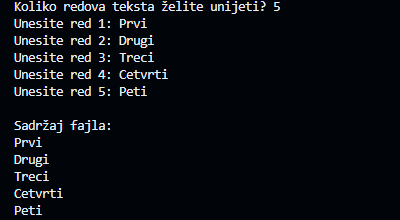 Koliko redova teksta želite unijeti? 5
Unesite red 1: Prvi
Unesite red 2: Drugi
Unesite red 3: Treci
Unesite red 4: Cetvrti
Unesite red 5: Peti
Sadržaj fajla:
Prvi
Drugi
Treci
Cetvrti
Peti